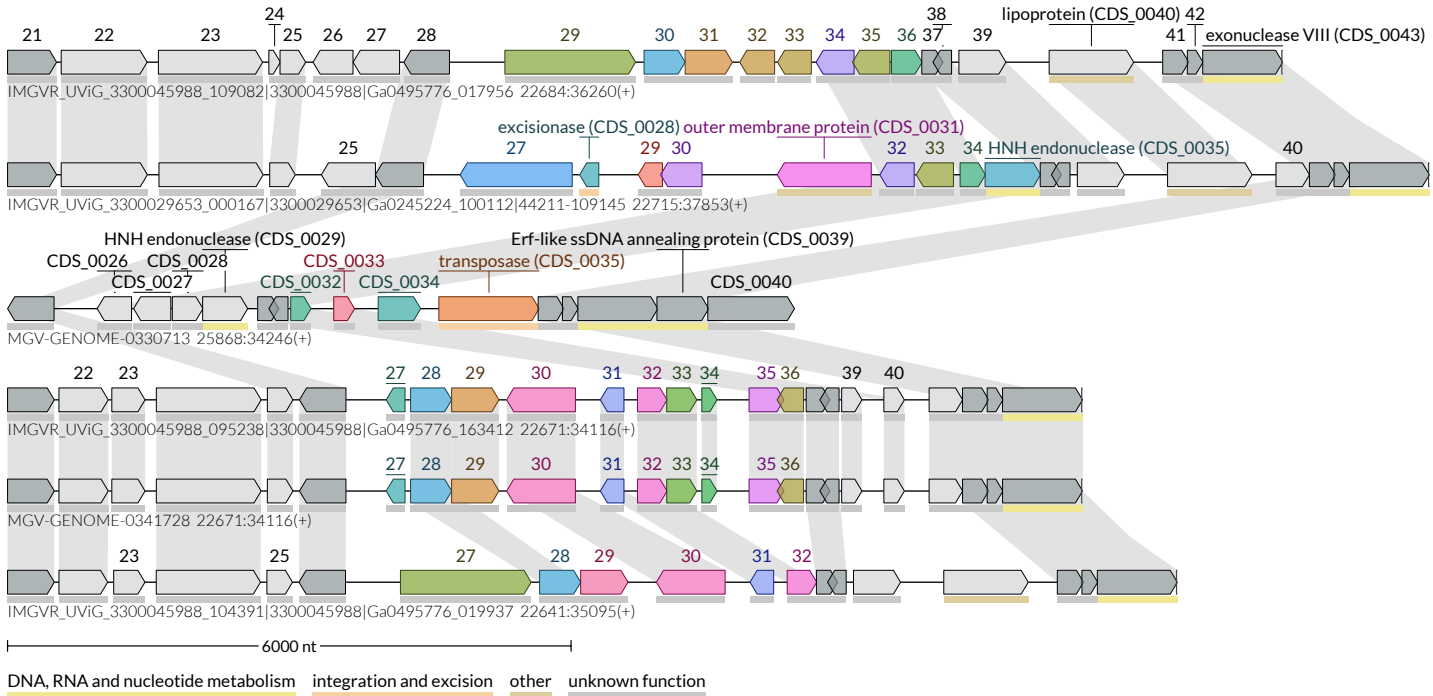 24 38 lipoprotein (CDS_0040) 42
21 22 23 25 26 27 28 29 30 31 32 33 34 35 36 37 39 41 exonuclease VIII (CDS_0043)
IMGVR_UViG_3300045988_109082|3300045988|Ga0495776_017956 22684:36260(+)
excisionase (CDS_0028) outer membrane protein (CDS_0031)
25 27 29 30 32 33 34 HNH endonuclease (CDS_0035) 40
IMGVR_UViG_3300029653_000167|3300029653|Ga0245224_100112|44211-109145 22715:37853(+)
HNH endonuclease (CDS_0029) Erf-like ssDNA annealing protein (CDS_0039)
CDS_0026 CDS_0028 CDS_0033 transposase (CDS_0035)
CDS_0027 CDS_0032 CDS_0034 CDS_0040
MGV-GENOME-0330713 25868:34246(+)
22 23 27 28 29 30 31 32 33 34 35 36 39 40
IMGVR_UViG_3300045988_095238|3300045988|Ga0495776_163412 22671:34116(+)
27 28 29 30 31 32 33 34 35 36
MGV-GENOME-0341728 22671:34116(+)
23 25 27 28 29 30 31 32
IMGVR_UViG_3300045988_104391|3300045988|Ga0495776_019937 22641:35095(+)
6000 nt
DNA, RNA and nucleotide metabolism integration and excision other unknown function